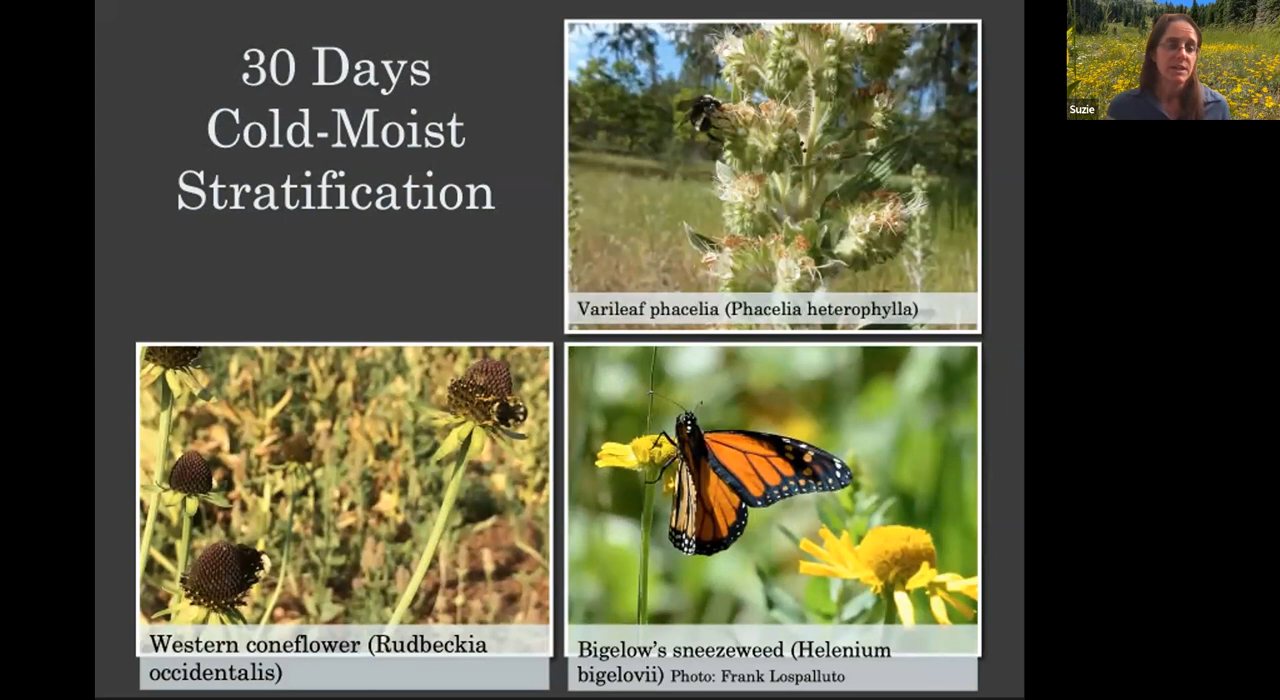 30 Days
Cold-Moist
Stratification
Suzie
Varileaf phacelia (Phacelia heterophylla)
Western coneflower (Rudbeckia
occidentalis)
Bigelow's sneezeweed (Helenium
bigelovii) Photo: Frank Lospalluto